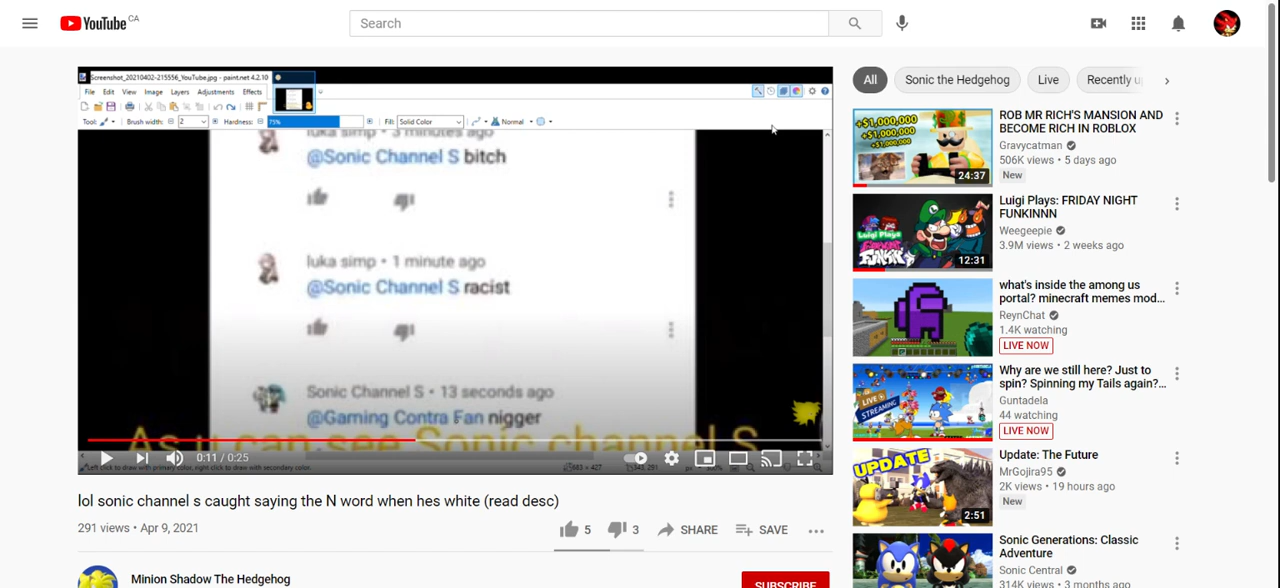 YouTube CA
Search
Screenshot_20210402-215556_YouTube.jpg - paint.net 4.2.10
File Edit View Image Layers Adjustments Effects
Tool: Brush width: 2 Hardness: 75% Fill: Solid Color Normal
luka simp • 3 minutes ago
@Sonic Channel S bitch
luka simp • 1 minute ago
@Sonic Channel S racist
Sonic Channel S • 13 seconds ago
@Gaming Contra Fan nigger
As u can see Sonic channel S
0:11 / 0:25
Left click to draw with primary color, right click to draw with secondary color.
lol sonic channel s caught saying the N word when hes white (read desc)
291 views • Apr 9, 2021
5 3 SHARE SAVE
Minion Shadow The Hedgehog
SUBSCRIBE
All Sonic the Hedgehog Live Recently u
+$1,000,000
+$1,000,000
+$1,000,000
24:37
ROB MR RICH'S MANSION AND
BECOME RICH IN ROBLOX
Gravycatman
506K views • 5 days ago
New
Luigi Plays
FUNKIN
12:31
Luigi Plays: FRIDAY NIGHT
FUNKINNN
Weegeepie
3.9M views • 2 weeks ago
what's inside the among us
portal? minecraft memes mod...
ReynChat
1.4K watching
LIVE NOW
LIVE
STREAMING
Why are we still here? Just to
spin? Spinning my Tails again?...
Guntadela
44 watching
LIVE NOW
UPDATE
2:51
Update: The Future
MrGojira95
2K views • 19 hours ago
New
Sonic Generations: Classic
Adventure
Sonic Central
314K views • 3 months ago